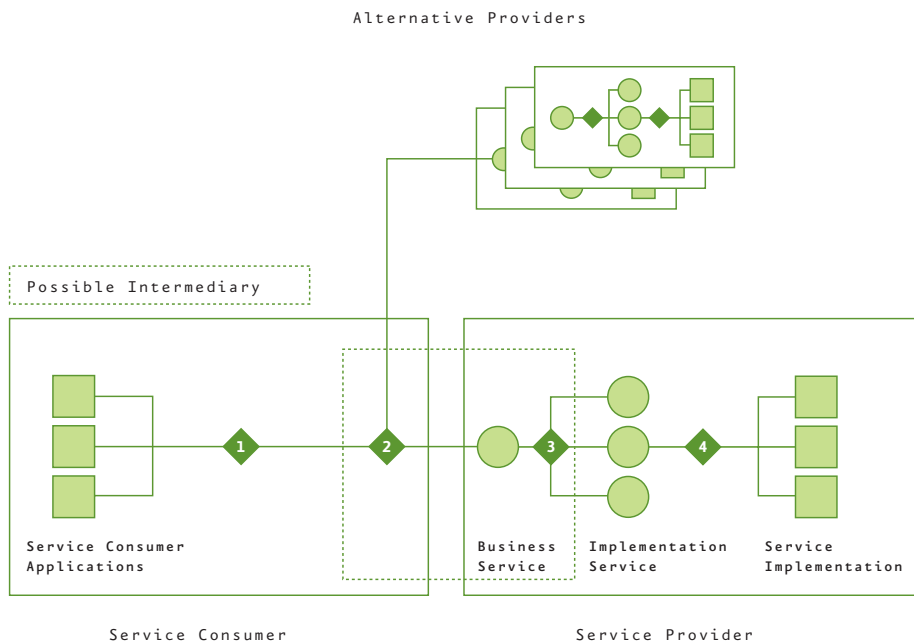 Alternative Providers
Possible Intermediary
1
2
3
4
Service Consumer
Applications
Business
Service
Implementation
Service
Service
Implementation
Service Consumer
Service Provider